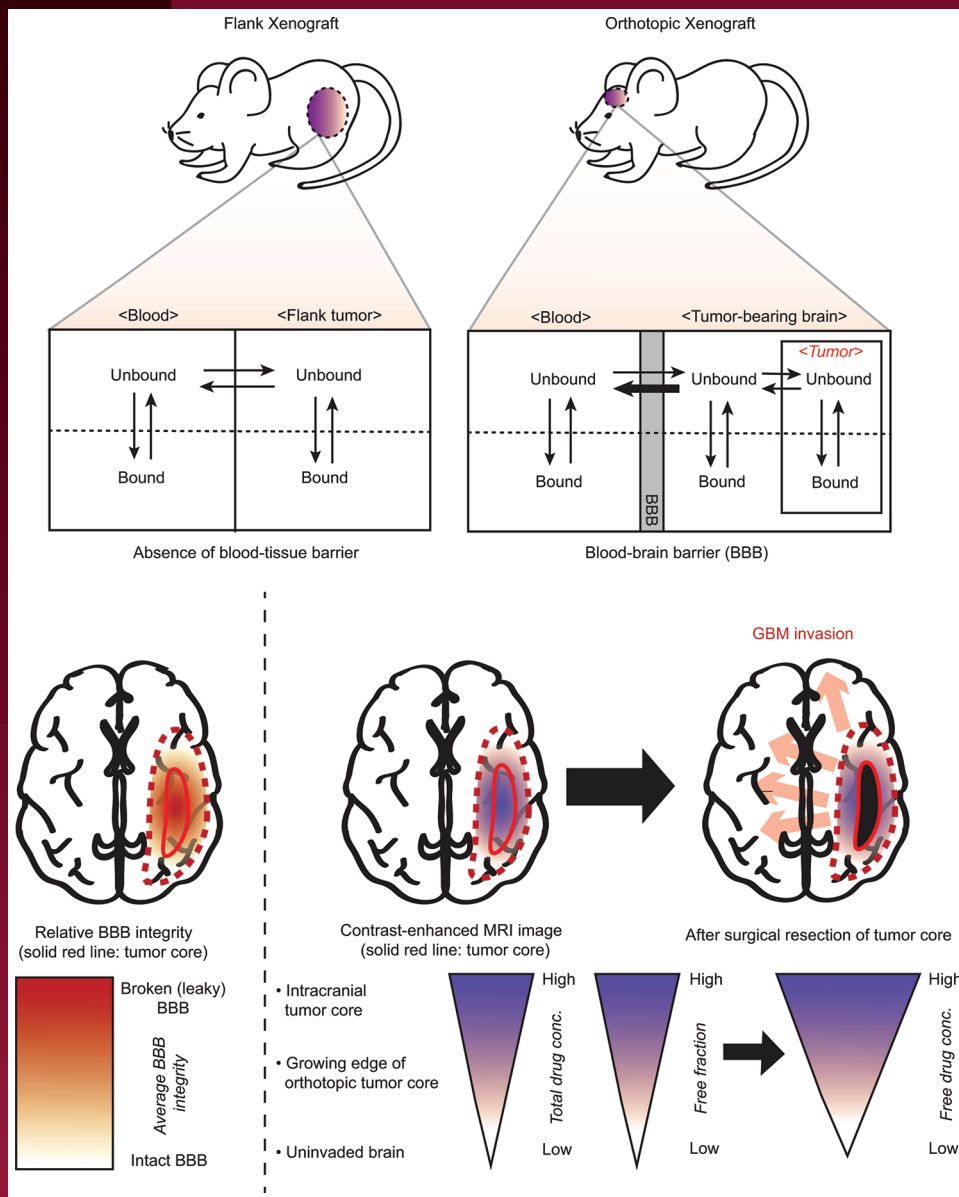 Flank Xenograft
Orthotopic Xenograft
<Blood>
<Flank tumor>
Unbound
Unbound
Bound
Bound
Absence of blood-tissue barrier
<Blood>
<Tumor-bearing brain>
<Tumor>
Unbound
Unbound
Unbound
Bound
Bound
Bound
BBB
Blood-brain barrier (BBB)
GBM invasion
Relative BBB integrity
(solid red line: tumor core)
Contrast-enhanced MRI image
(solid red line: tumor core)
After surgical resection of tumor core
Broken (leaky)
BBB
Average BBB
integrity
Intact BBB
• Intracranial
tumor core
• Growing edge of
orthotopic tumor core
• Uninvaded brain
High
Total drug conc.
Low
High
Free fraction
Low
High
Free drug conc.
Low